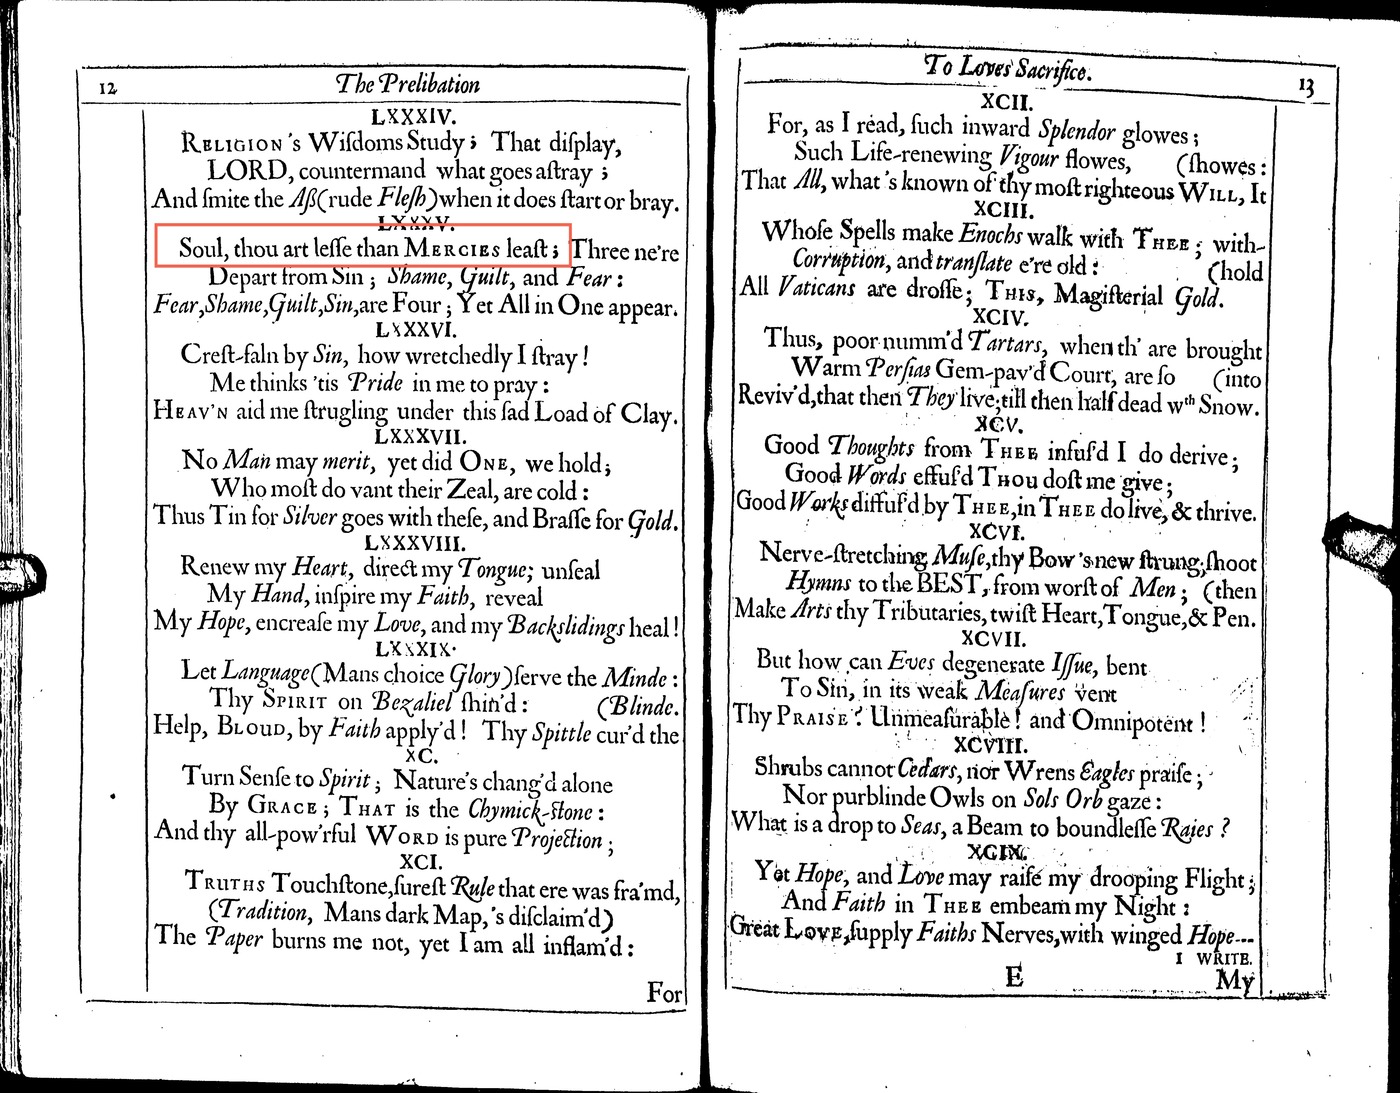 12 The Prelibation
LXXXIV.
RELIGION's Wiſdoms Study; That diſplay,
LORD, countermand what goes aſtray;
And ſmite the Aſs (rude Fleſh) when it does ſtart or bray.
LXXXV.
Soul, thou art leſſe than MERCIES leaſt; Three ne're
Depart from Sin; Shame, Guilt, and Fear:
Fear, Shame, Guilt, Sin, are Four; Yet All in One appear.
LXXXVI.
Creſt-faln by Sin, how wretchedly I ſtray!
Me thinks 'tis Pride in me to pray:
HEAV'N aid me ſtrugling under this ſad Load of Clay.
LXXXVII.
No Man may merit, yet did ONE, we hold;
Who moſt do vant their Zeal, are cold:
Thus Tin for Silver goes with theſe, and Braſſe for Gold.
LXXXVIII.
Renew my Heart, direct my Tongue; unſeal
My Hand, inſpire my Faith, reveal
My Hope, encreaſe my Love, and my Backslidings heal!
LXXXIX.
Let Language (Mans choice Glory) ſerve the Minde:
Thy SPIRIT on Bezaliel ſhin'd: (Blinde.
Help, BLOUD, by Faith apply'd! Thy Spittle cur'd the
XC.
Turn Senſe to Spirit; Nature's chang'd alone
By GRACE; THAT is the Chymick-ſtone:
And thy all-pow'rful WORD is pure Projection;
XCI.
TRUTHS Touchſtone, ſureſt Rule that ere was fra'md,
(Tradition, Mans dark Map, 's diſclaim'd)
The Paper burns me not, yet I am all inflam'd:
For
To Loves Sacrifice. 13
XCII.
For, as I read, ſuch inward Splendor glowes;
Such Life-renewing Vigour flowes, (ſhowes:
That All, what's known of thy moſt righteous WILL, It
XCIII.
Whoſe Spells make Enochs walk with THEE; with-
Corruption, and tranſlate e're old: (hold
All Vaticans are droſſe; THIS, Magiſterial Gold.
XCIV.
Thus, poor numm'd Tartars, when th' are brought
Warm Perſias Gem-pav'd Court, are ſo (into
Reviv'd, that then They live; till then half dead wth Snow.
XCV.
Good Thoughts from THEE infuſ'd I do derive;
Good Words effuſ'd THOU doſt me give;
Good Works diffuſ'd by THEE, in THEE do live, & thrive.
XCVI.
Nerve-ſtretching Muſe, thy Bow's new ſtrung; ſhoot
Hymns to the BEST, from worſt of Men; (then
Make Arts thy Tributaries, twiſt Heart, Tongue, & Pen.
XCVII.
But how can Eves degenerate Iſſue, bent
To Sin, in its weak Meaſures vent
Thy PRAISE? Unmeaſurable! and Omnipotent!
XCVIII.
Shrubs cannot Cedars, nor Wrens Eagles praiſe;
Nor purblinde Owls on Sols Orb gaze:
What is a drop to Seas, a Beam to boundleſſe Raies?
XCIX.
Yet Hope, and Love may raiſe my drooping Flight;
And Faith in THEE embeam my Night:
Great LOVE, ſupply Faiths Nerves, with winged Hope---
I WRITE.
E My